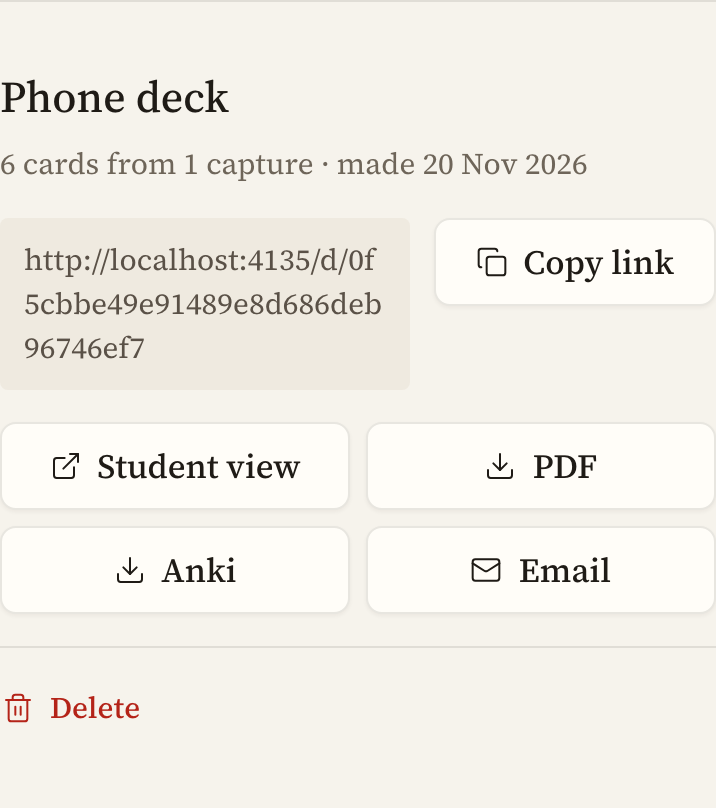 Phone deck
6 cards from 1 capture · made 20 Nov 2026
http://localhost:4135/d/0f
5cbbe49e91489e8d686deb
96746ef7
Copy link
Student view
PDF
Anki
Email
Delete